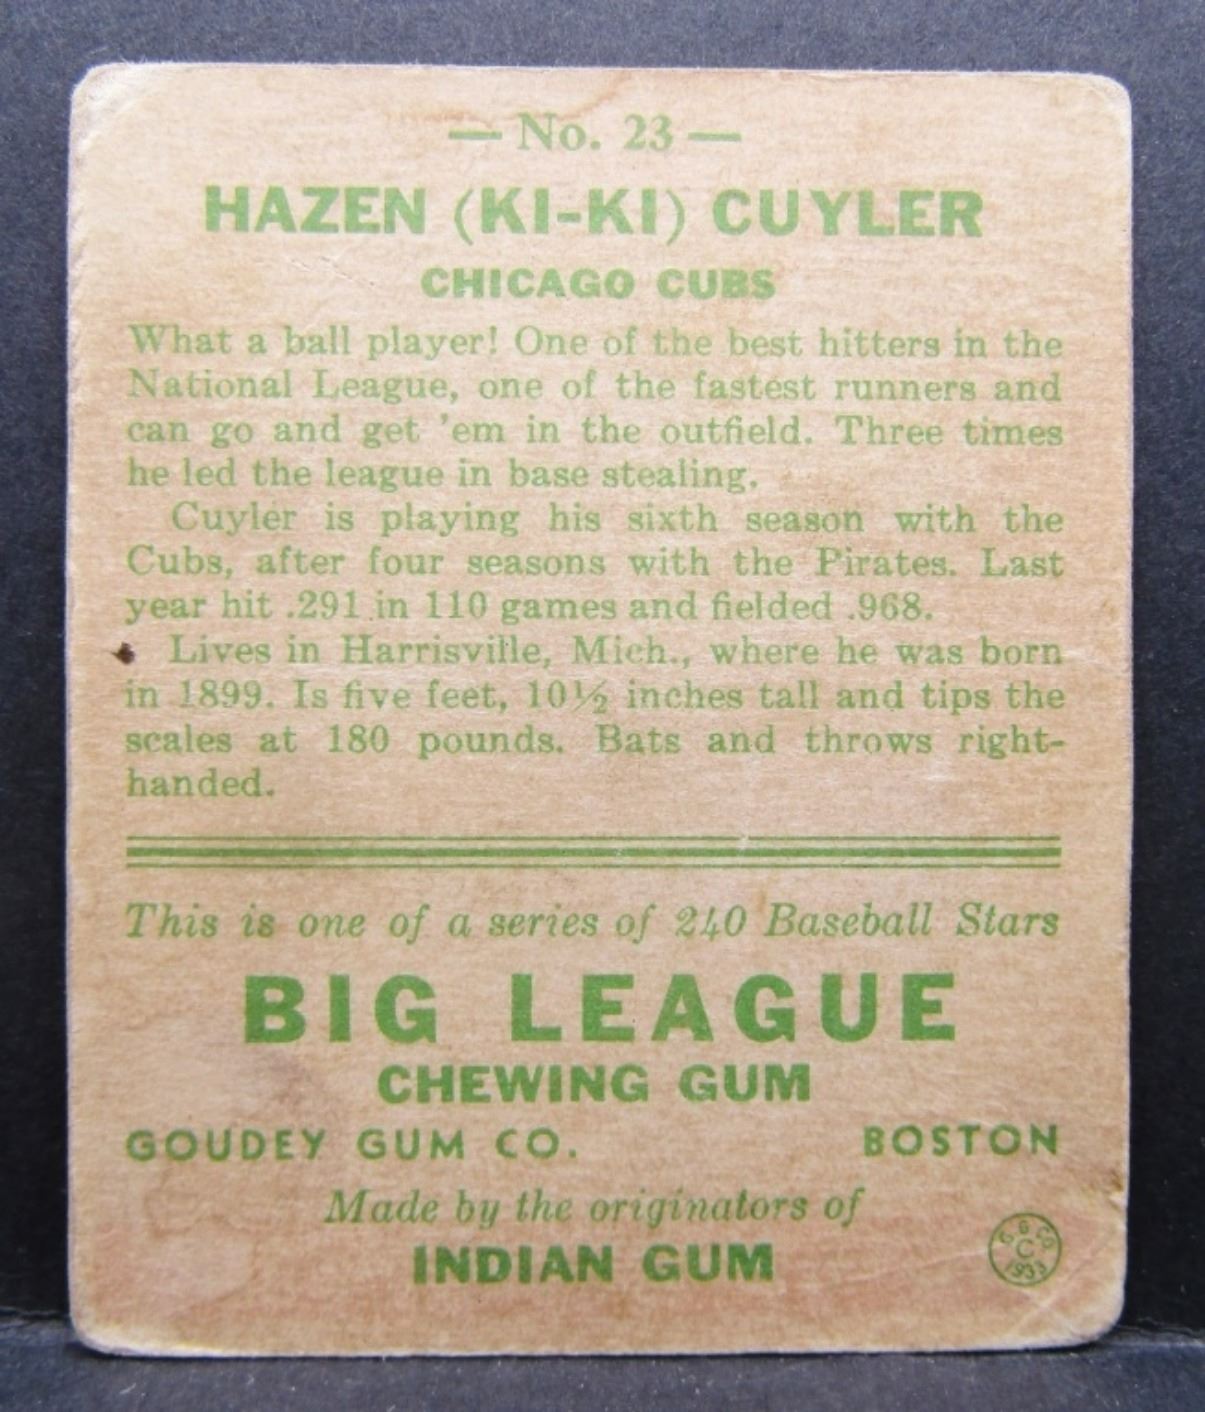 — No. 23 —
HAZEN (KI-KI) CUYLER
CHICAGO CUBS
What a ball player! One of the best hitters in the
National League, one of the fastest runners and
can go and get 'em in the outfield. Three times
he led the league in base stealing.
Cuyler is playing his sixth season with the
Cubs, after four seasons with the Pirates. Last
year hit .291 in 110 games and fielded .968.
Lives in Harrisville, Mich., where he was born
in 1899. Is five feet, 10½ inches tall and tips the
scales at 180 pounds. Bats and throws right-
handed.
This is one of a series of 240 Baseball Stars
BIG LEAGUE
CHEWING GUM
GOUDEY GUM CO. BOSTON
Made by the originators of
INDIAN GUM
G. G. CO.
C
1933